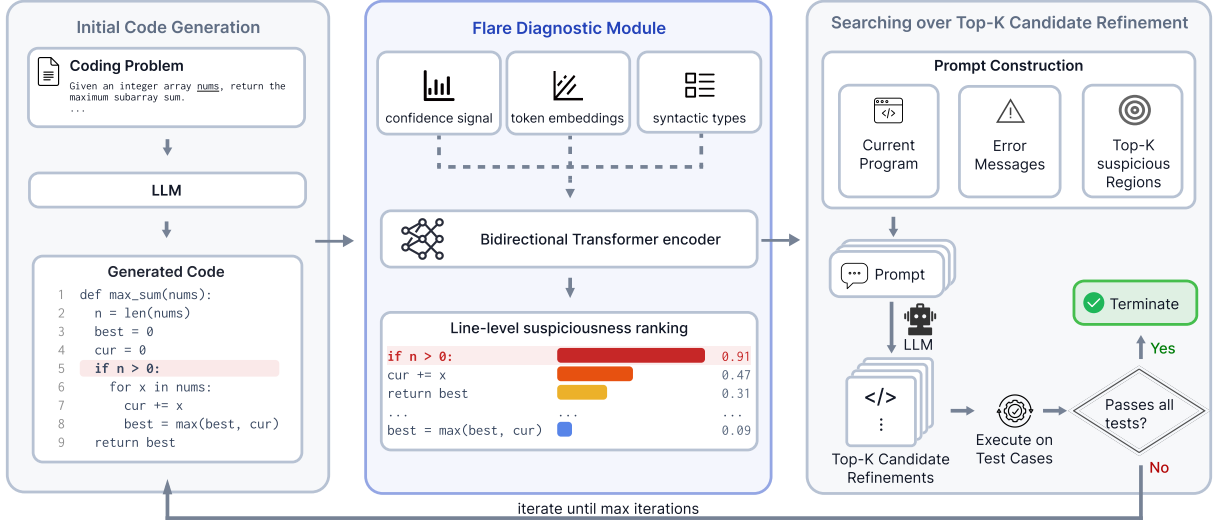 Initial Code Generation
Coding Problem
Given an integer array nums, return the
maximum subarray sum.
...
LLM
Generated Code
1 def max_sum(nums):
2 n = len(nums)
3 best = 0
4 cur = 0
5 if n > 0:
6 for x in nums:
7 cur += x
8 best = max(best, cur)
9 return best
Flare Diagnostic Module
confidence signal
token embeddings
syntactic types
Bidirectional Transformer encoder
Line-level suspiciousness ranking
if n > 0: 0.91
cur += x 0.47
return best 0.31
... ... ...
best = max(best, cur) 0.09
Searching over Top-K Candidate Refinement
Prompt Construction
</>
Current
Program
Error
Messages
Top-K
suspicious
Regions
Prompt
LLM
</>
Top-K Candidate
Refinements
Execute on
Test Cases
Passes all
tests?
Yes
Terminate
No
iterate until max iterations